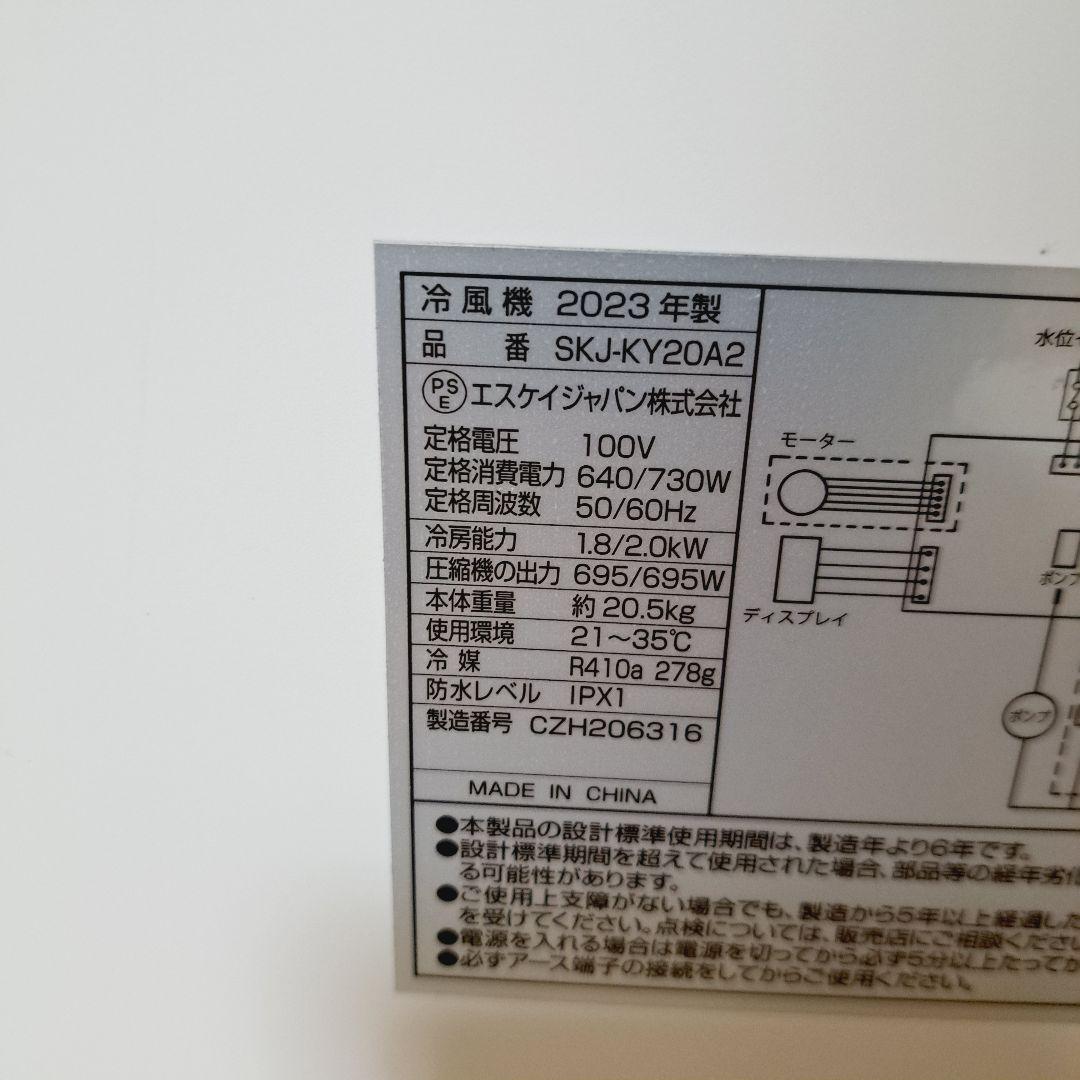 冷風機 2023年製
品番 SKJ-KY20A2
PSE エスケイジャパン株式会社
定格電圧 100V
定格消費電力 640/730W
定格周波数 50/60Hz
冷房能力 1.8/2.0kW
圧縮機の出力 695/695W
本体重量 約20.5kg
使用環境 21～35℃
冷媒 R410a 278g
防水レベル IPX1
製造番号 CZH206316
MADE IN CHINA
水位
モーター
ディスプレイ
ポンプ
ポンプ
●本製品の設計標準使用期間は、製造年より6年です。
●設計標準期間を超えて使用された場合、部品等の経年劣化
る可能性があります。
●ご使用上支障がない場合でも、製造から5年以上経過した
を受けてください。点検については、販売店にご相談ください
●電源を入れる場合は電源を切ってから必ず5分以上たってか
●必ずアース端子の接続をしてからご使用ください。